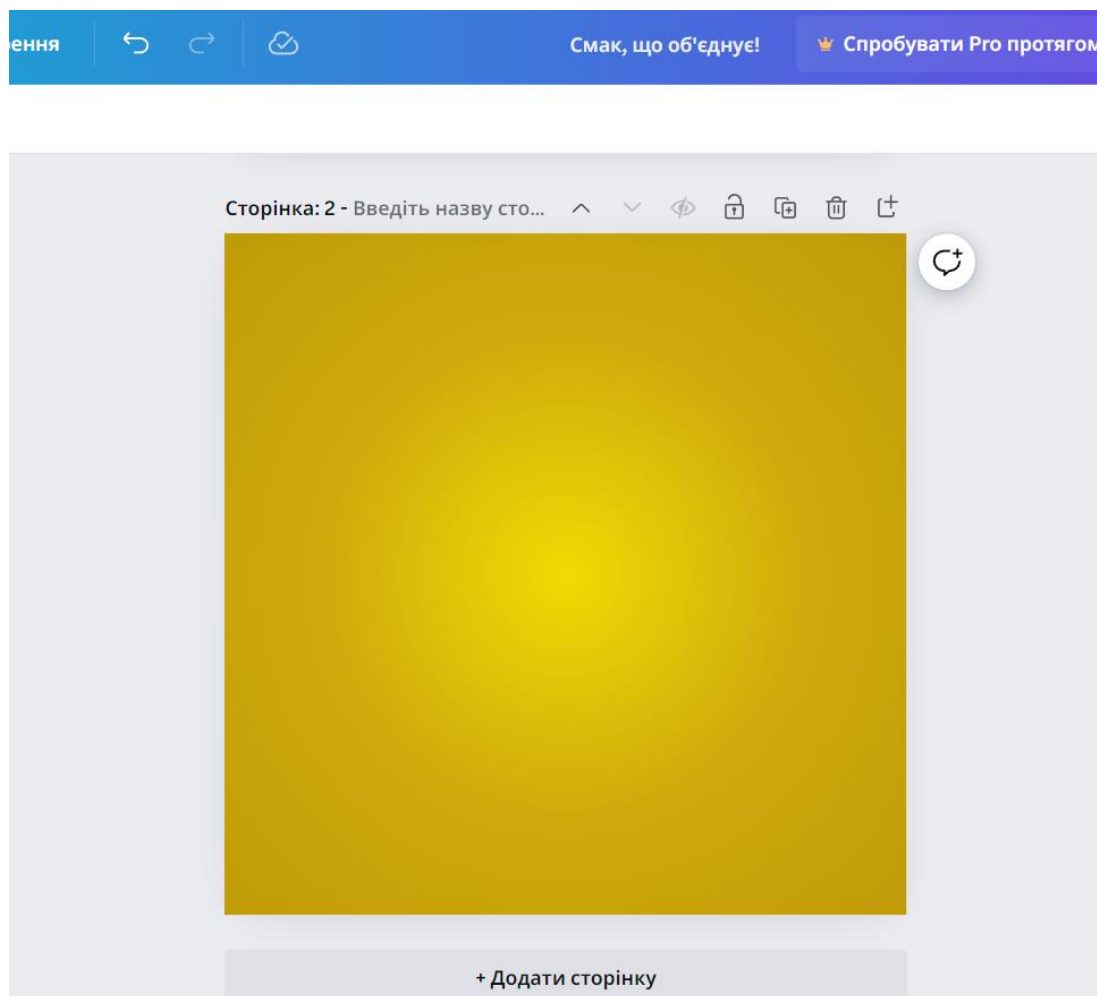 ення
Смак, що об'єднує!
Спробувати Pro протягом
Сторінка: 2 - Введіть назву сто...
+ Додати сторінку